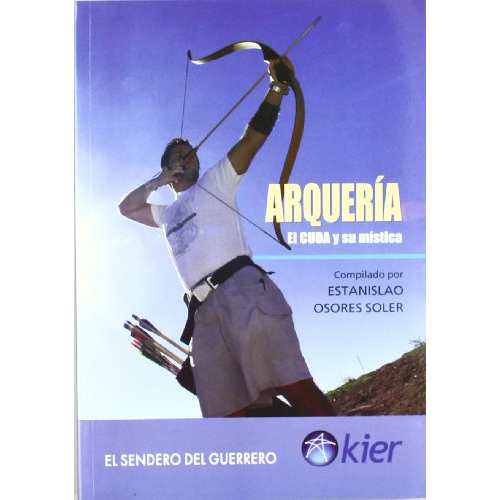 ARQUERÍA
El CUDA y su mística
Compilado por
ESTANISLAO
OSORES SOLER
EL SENDERO DEL GUERRERO
kier